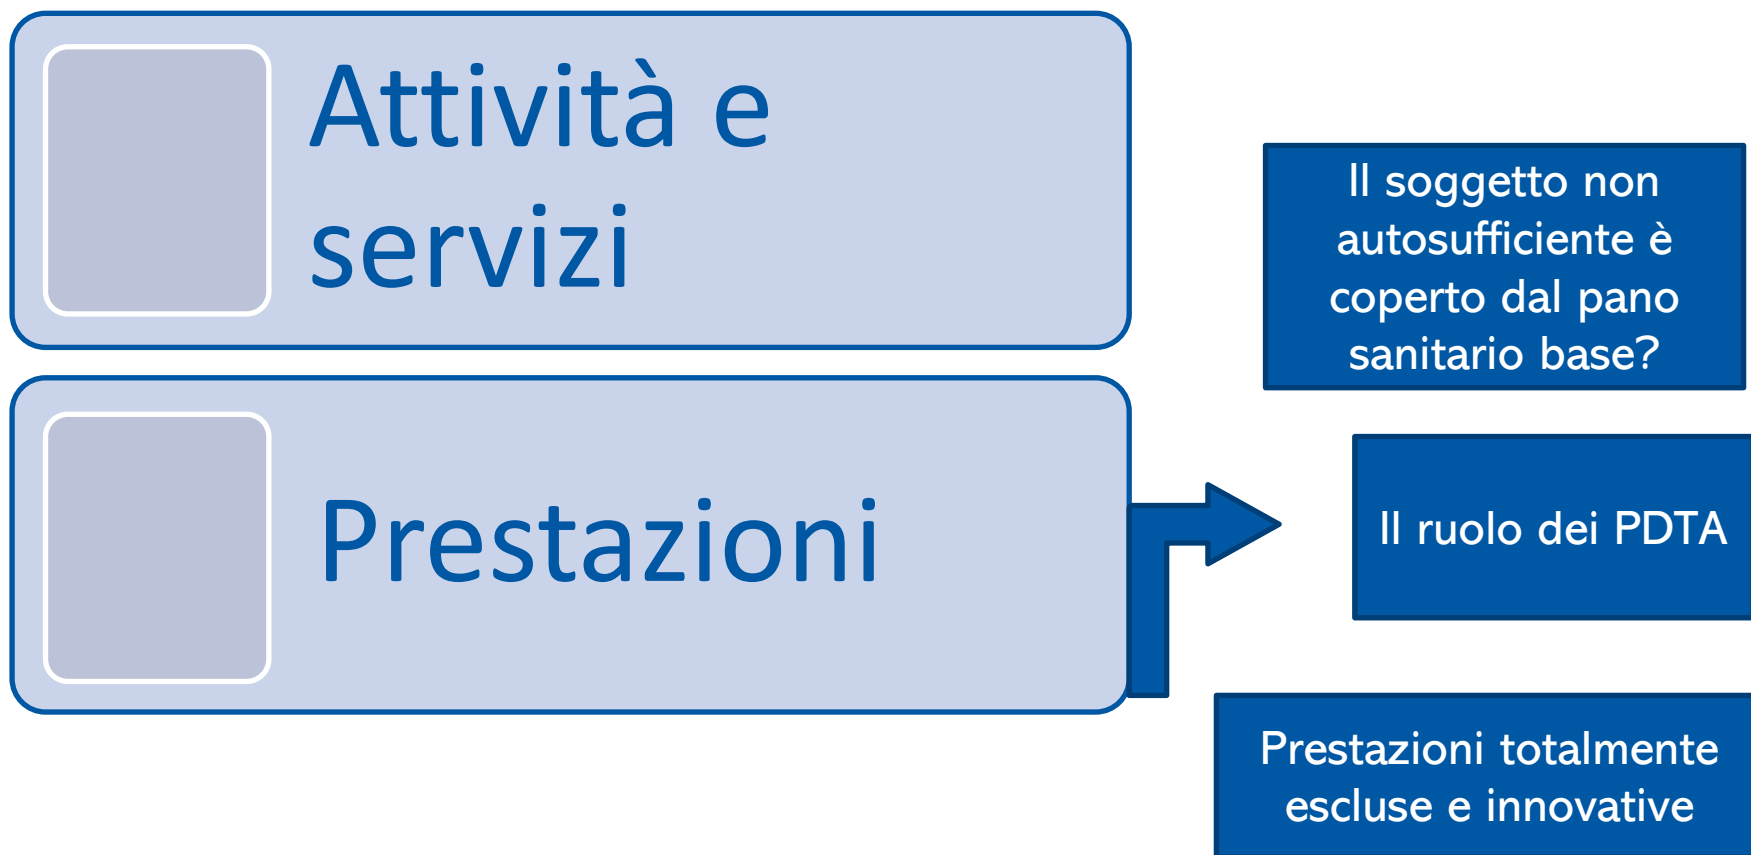 Attività e
servizi
Prestazioni
Il soggetto non
autosufficiente è
coperto dal pano
sanitario base?
Il ruolo dei PDTA
Prestazioni totalmente
escluse e innovative